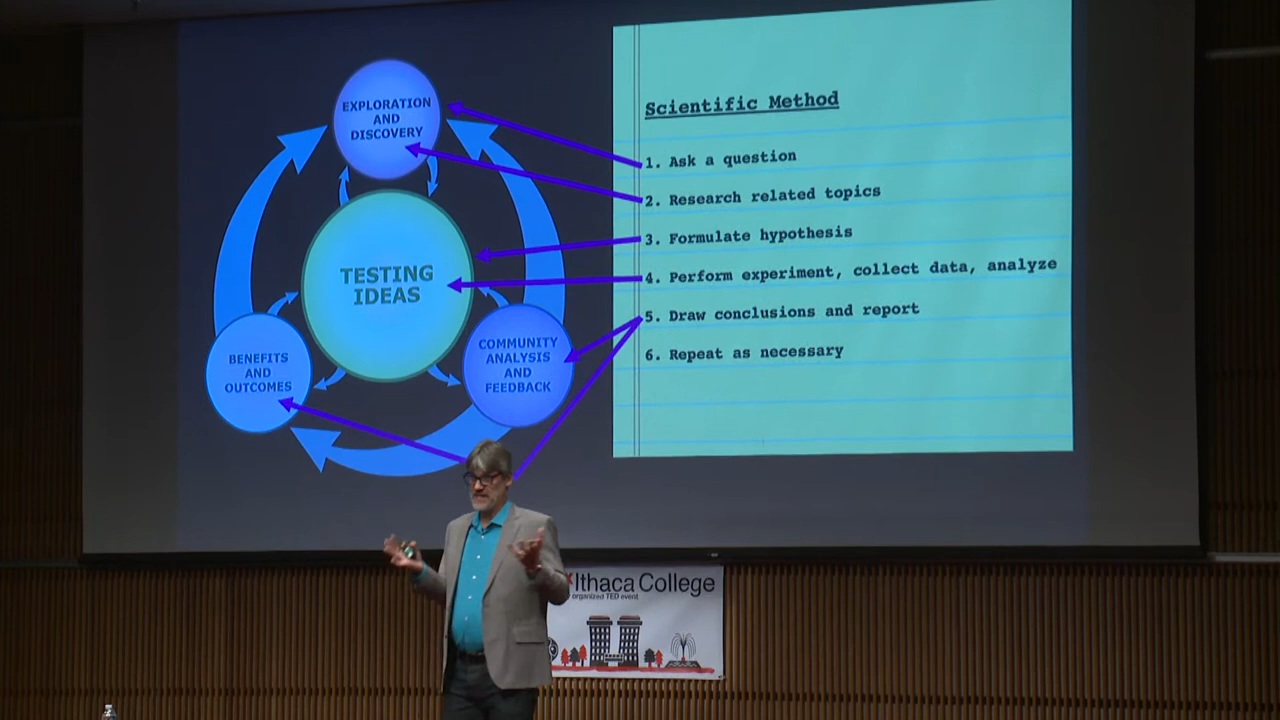 EXPLORATION
AND
DISCOVERY
TESTING
IDEAS
BENEFITS
AND
OUTCOMES
COMMUNITY
ANALYSIS
AND
FEEDBACK
Scientific Method
1. Ask a question
2. Research related topics
3. Formulate hypothesis
4. Perform experiment, collect data, analyze
5. Draw conclusions and report
6. Repeat as necessary
xIthaca College
organized TED event